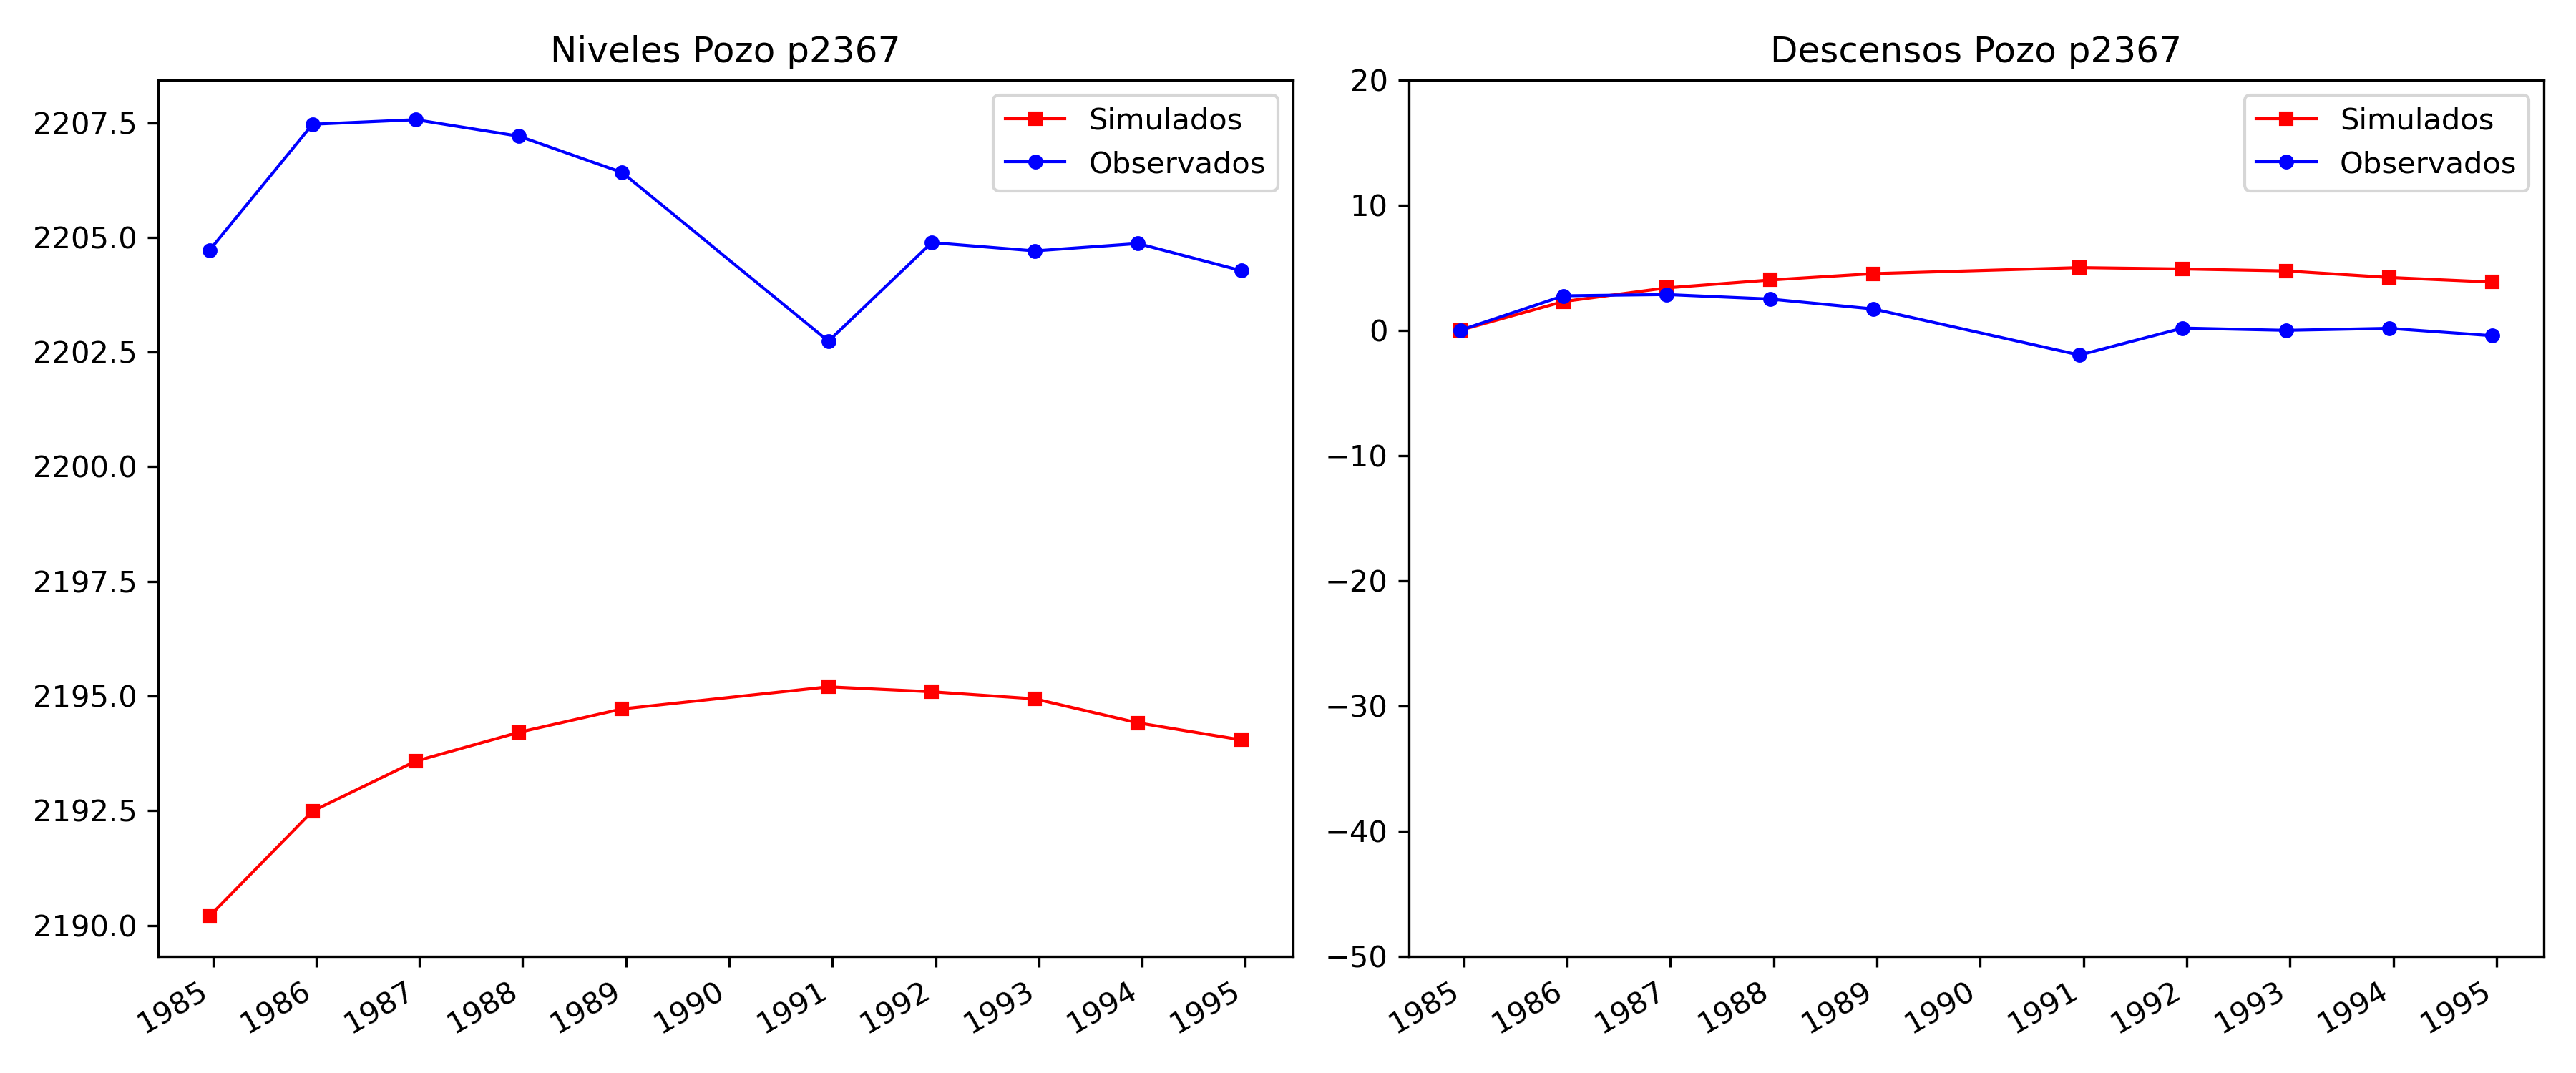 Niveles Pozo p2367
2207.5
2205.0
2202.5
2200.0
2197.5
2195.0
2192.5
2190.0
Simulados
Observados
1985 1986 1987 1988 1989 1990 1991 1992 1993 1994 1995
Descensos Pozo p2367
20
10
0
−10
−20
−30
−40
−50
Simulados
Observados
1985 1986 1987 1988 1989 1990 1991 1992 1993 1994 1995